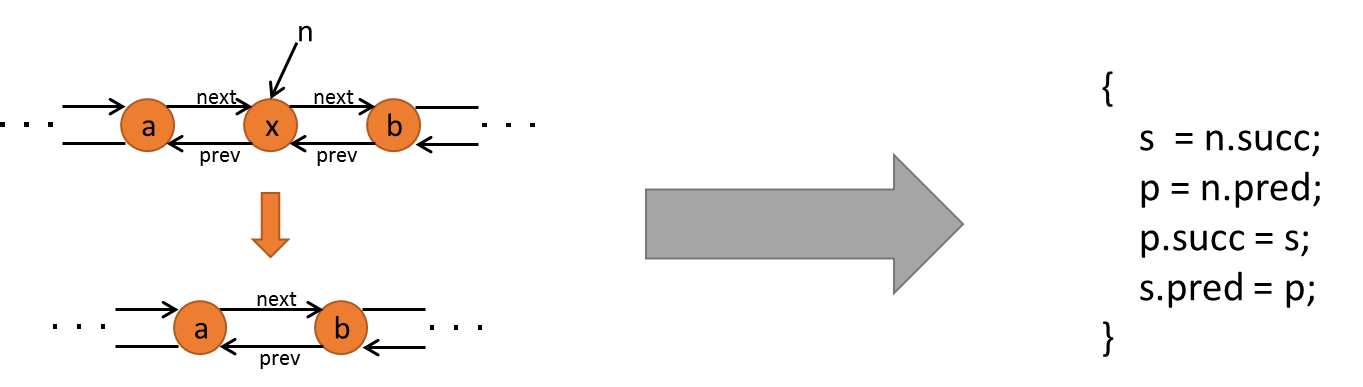 n
next next
. . . a x b . . .
prev prev
next
. . . a b . . .
prev
{
s = n.succ;
p = n.pred;
p.succ = s;
s.pred = p;
}